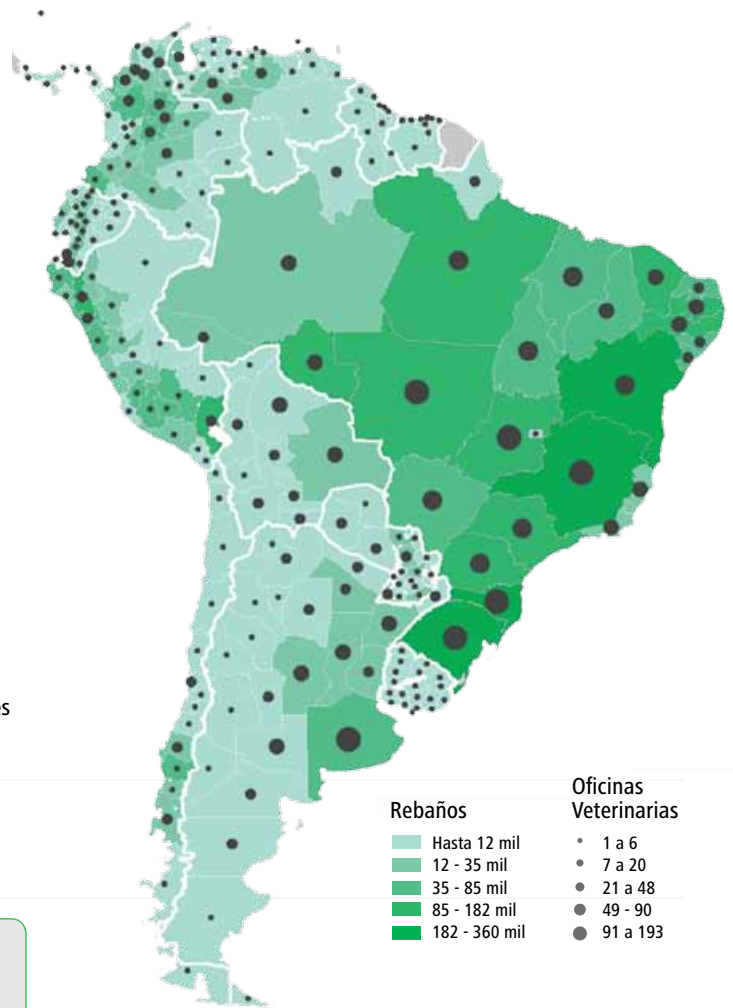 es
Rebaños
Hasta 12 mil
12 - 35 mil
35 - 85 mil
85 - 182 mil
182 - 360 mil
Oficinas
Veterinarias
1 a 6
7 a 20
21 a 48
49 - 90
91 a 193